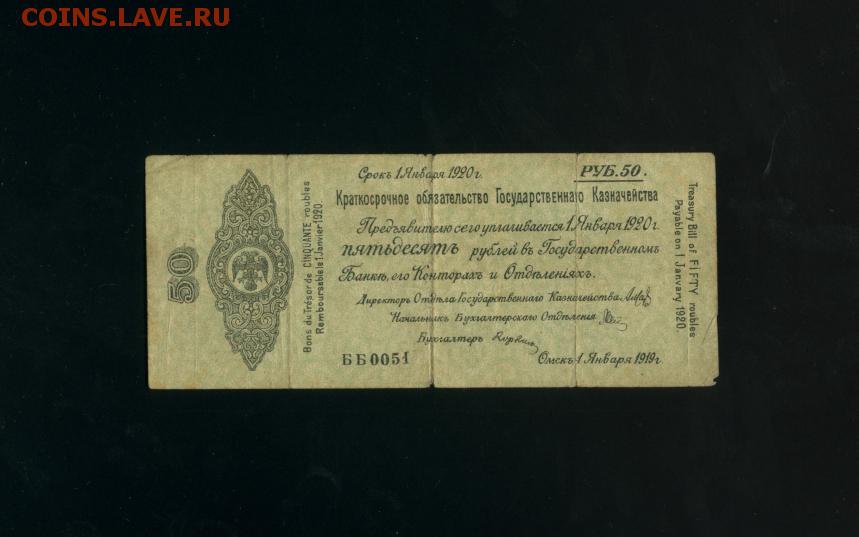 COINS.LAVE.RU
50
Bons du Trésor de CINQUANTE roubles
Remboursable le 1 Janvier 1920.
Срокъ 1 Января 1920 г.
РУБ. 50.
Краткосрочное обязательство Государственнаго Казначейства
Предъявителю сего уплачивается 1 Января 1920 г.
пятьдесятъ рублей въ Государственномъ
Банкѣ, его Конторахъ и Отдѣленіяхъ.
Директоръ Отдѣла Государственнаго Казначейства
Начальникъ Бухгалтерскаго Отдѣленія
Бухгалтеръ
ББ0051
Омскъ 1 Января 1919 г.
Treasury Bill of FIFTY roubles
Payable on 1 Janvary 1920.